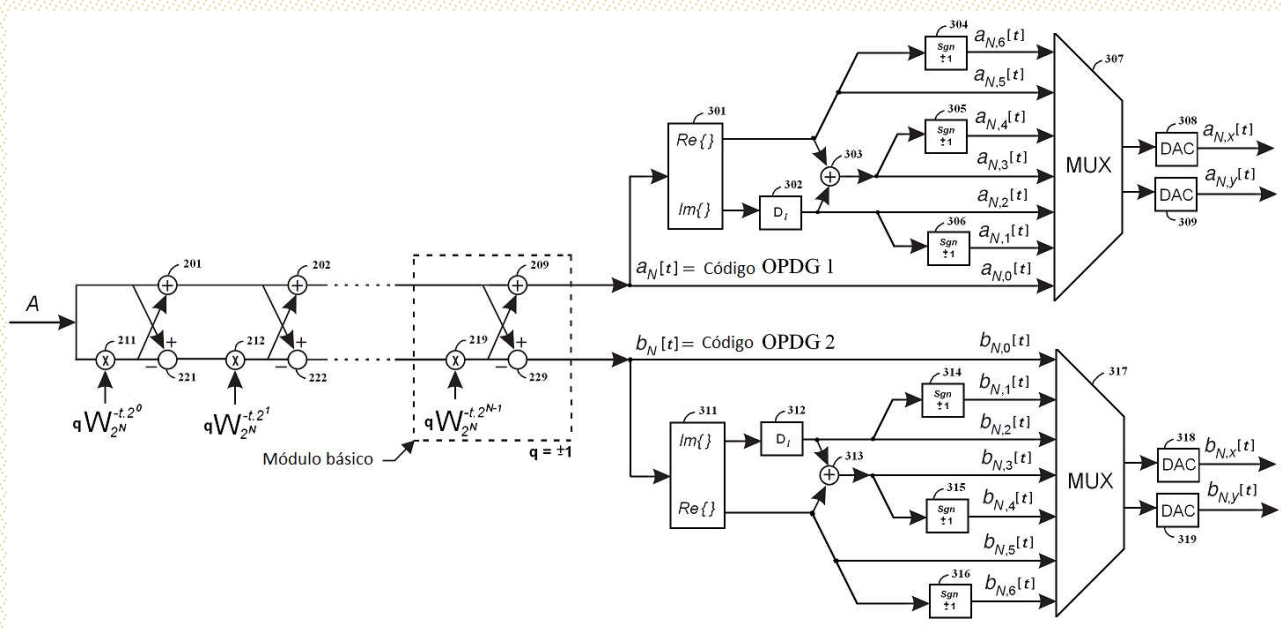 A
201
202
209
211
212
219
221
222
229
qW_{2^N}^{-t.2^0}
qW_{2^N}^{-t.2^1}
qW_{2^N}^{-t.2^{N-1}}
Módulo básico
q = ±1
a_N[t] = Código OPDG 1
b_N[t] = Código OPDG 2
301
Re{}
Im{}
302
D_I
303
304
Sgn
±1
305
Sgn
±1
306
Sgn
±1
a_{N,6}[t]
a_{N,5}[t]
a_{N,4}[t]
a_{N,3}[t]
a_{N,2}[t]
a_{N,1}[t]
a_{N,0}[t]
307
MUX
308
DAC
a_{N,x}[t]
DAC
309
a_{N,y}[t]
311
Im{}
Re{}
312
D_I
313
314
Sgn
±1
315
Sgn
±1
316
Sgn
±1
b_{N,0}[t]
b_{N,1}[t]
b_{N,2}[t]
b_{N,3}[t]
b_{N,4}[t]
b_{N,5}[t]
b_{N,6}[t]
317
MUX
318
DAC
b_{N,x}[t]
DAC
319
b_{N,y}[t]